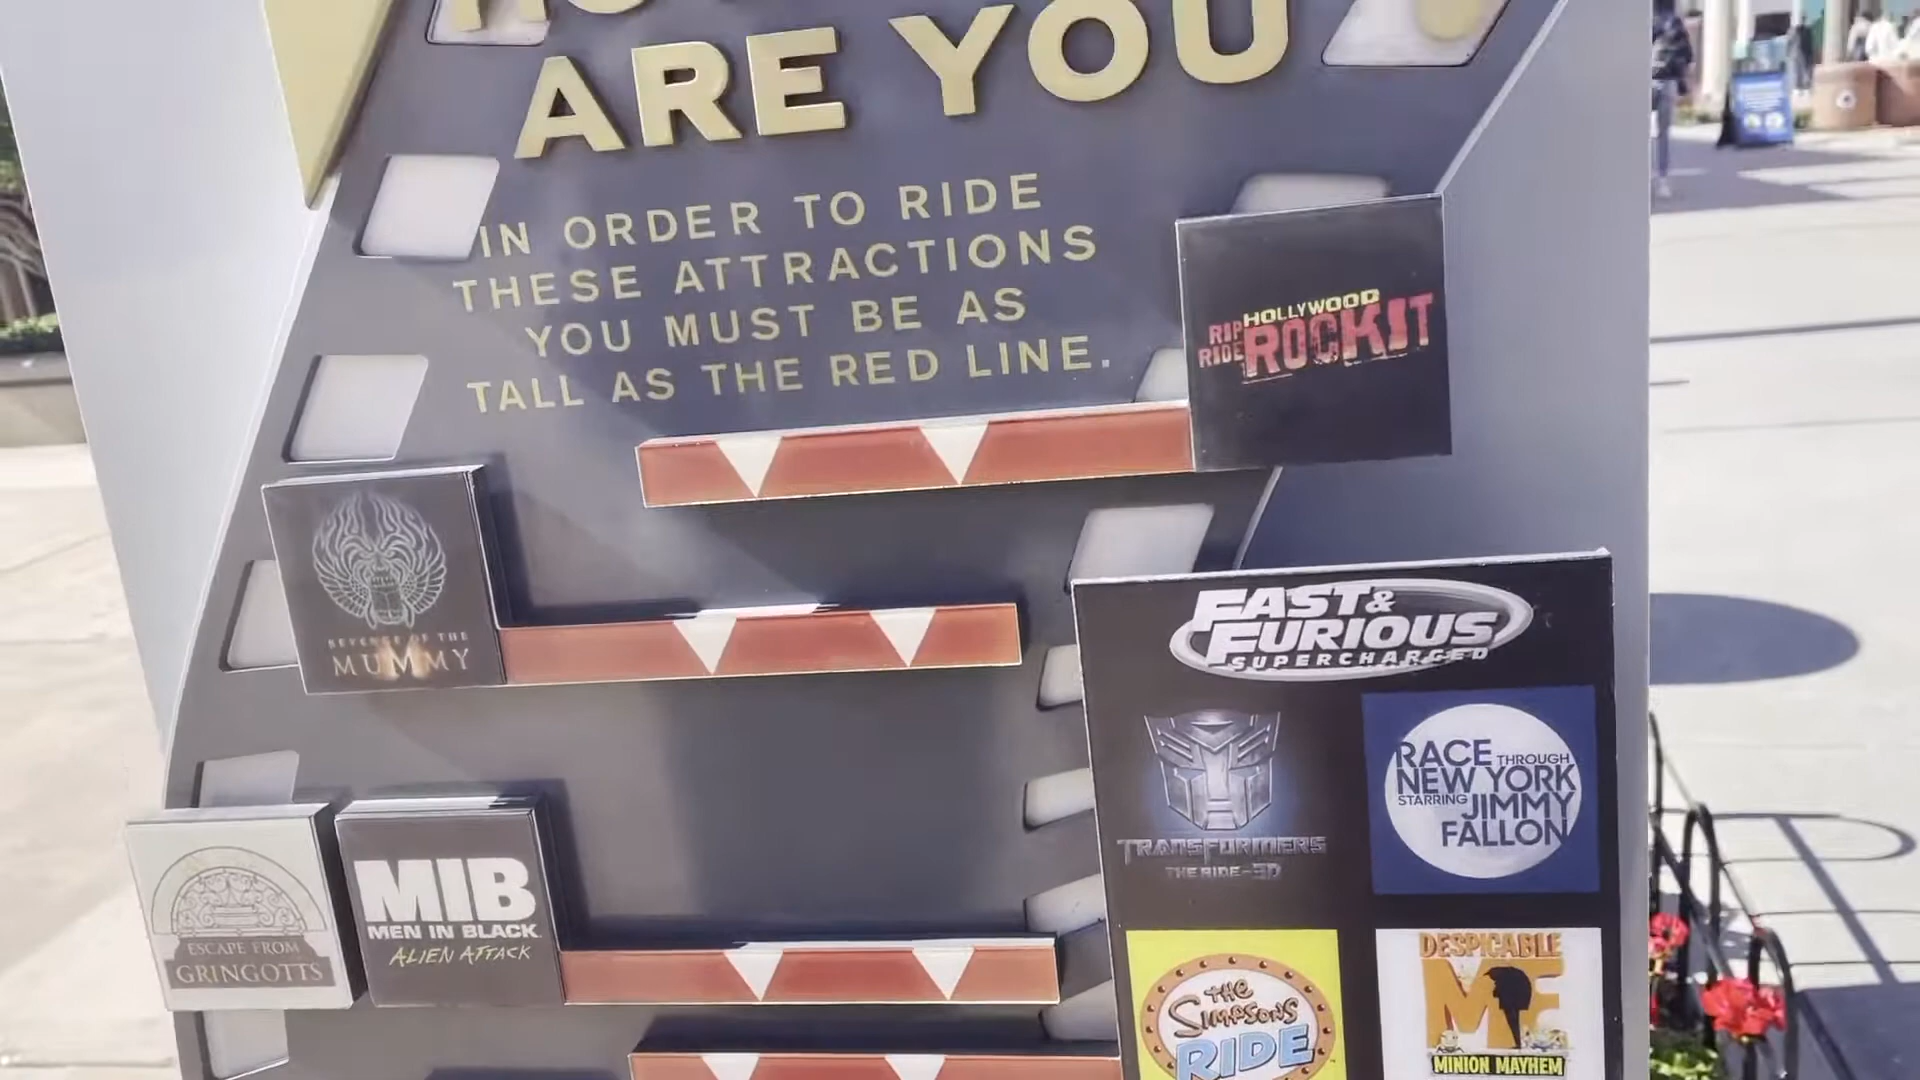 ARE YOU
IN ORDER TO RIDE
THESE ATTRACTIONS
YOU MUST BE AS
TALL AS THE RED LINE.
HOLLYWOOD
RIP
RIDE
ROCKIT
REVENGE OF THE
MUMMY
FAST &
FURIOUS
SUPERCHARGED
TRANSFORMERS
THE RIDE-3D
RACE THROUGH
NEW YORK
STARRING JIMMY
FALLON
ESCAPE FROM
GRINGOTTS
MIB
MEN IN BLACK
ALIEN ATTACK
THE
SIMPSONS
RIDE
DESPICABLE
ME
MINION MAYHEM